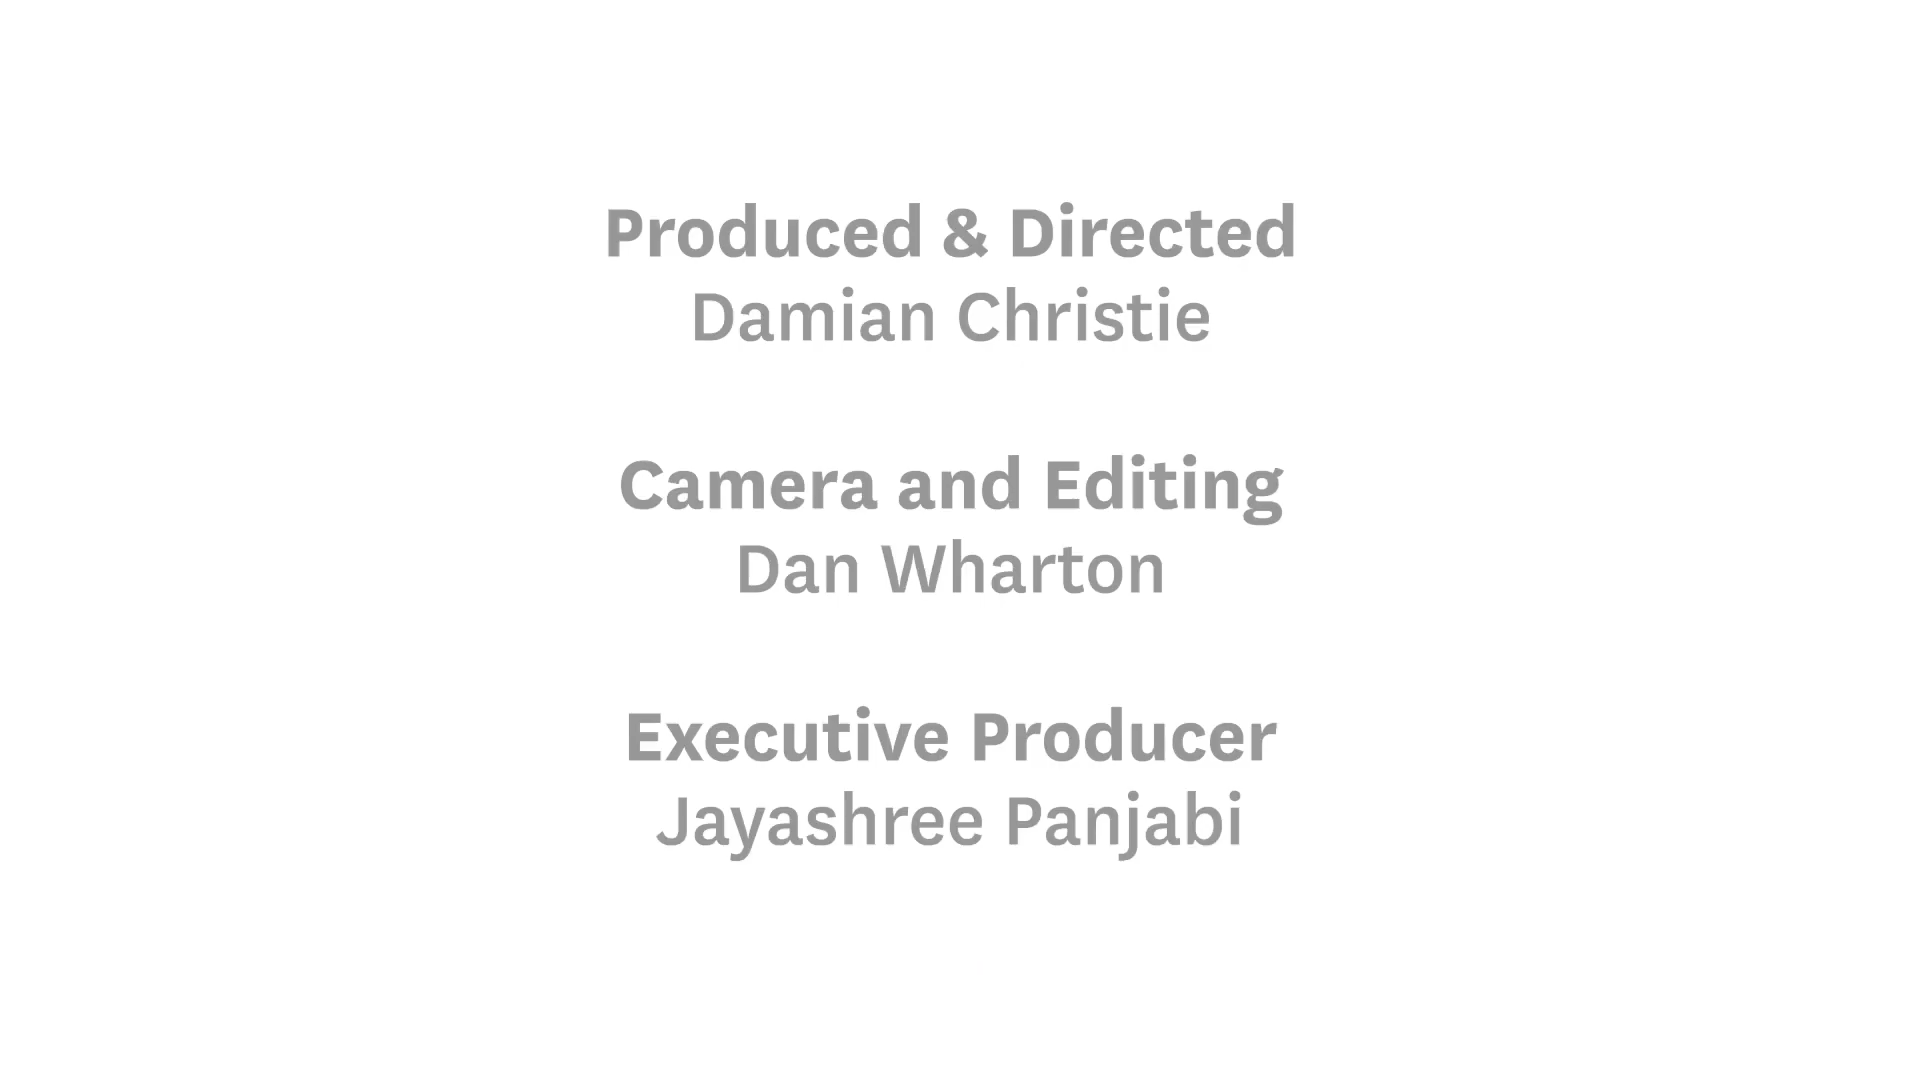 Produced & Directed
Damian Christie
Camera and Editing
Dan Wharton
Executive Producer
Jayashree Panjabi